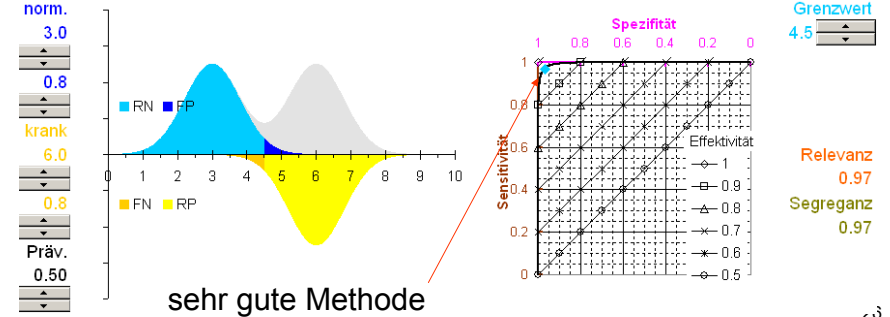 norm.
3.0
0.8
krank
6.0
0.8
Präv.
0.50
RN FP
0 1 2 3 4 5 6 7 8 9 10
FN RP
sehr gute Methode
Spezifität
1 0.8 0.6 0.4 0.2 0
Sensitivität
1
0.8
0.6
0.4
0.2
0
Effektivität
1
0.9
0.8
0.7
0.6
0.5
Grenzwert
4.5
Relevanz
0.97
Segreganz
0.97